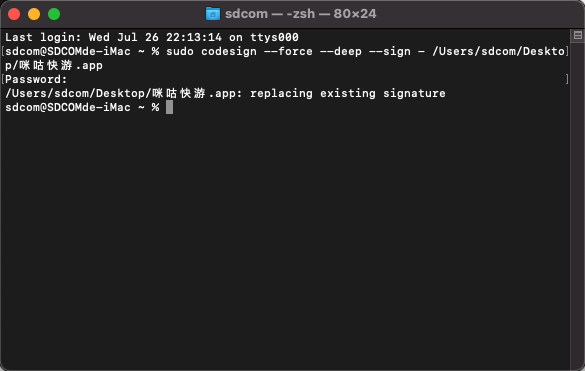 sdcom — -zsh — 80×24
Last login: Wed Jul 26 22:13:14 on ttys000
[sdcom@SDCOMde-iMac ~ % sudo codesign --force --deep --sign - /Users/sdcom/Deskto]
p/咪咕快游.app
[Password: ]
/Users/sdcom/Desktop/咪咕快游.app: replacing existing signature
sdcom@SDCOMde-iMac ~ %